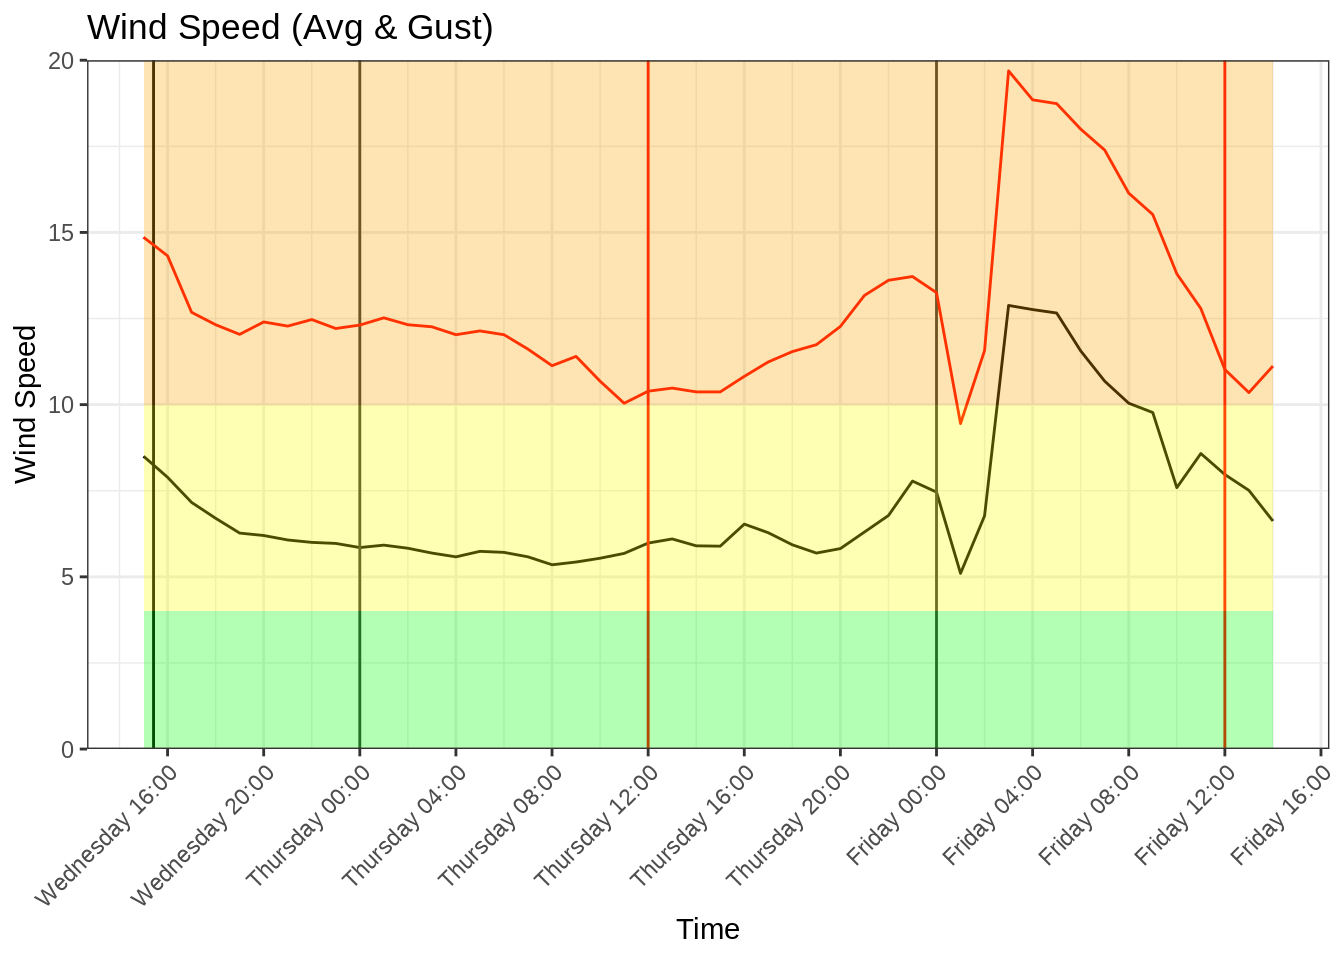 Wind Speed (Avg & Gust)
Wind Speed
20
15
10
5
0
Wednesday 16:00
Wednesday 20:00
Thursday 00:00
Thursday 04:00
Thursday 08:00
Thursday 12:00
Thursday 16:00
Thursday 20:00
Friday 00:00
Friday 04:00
Friday 08:00
Friday 12:00
Friday 16:00
Time